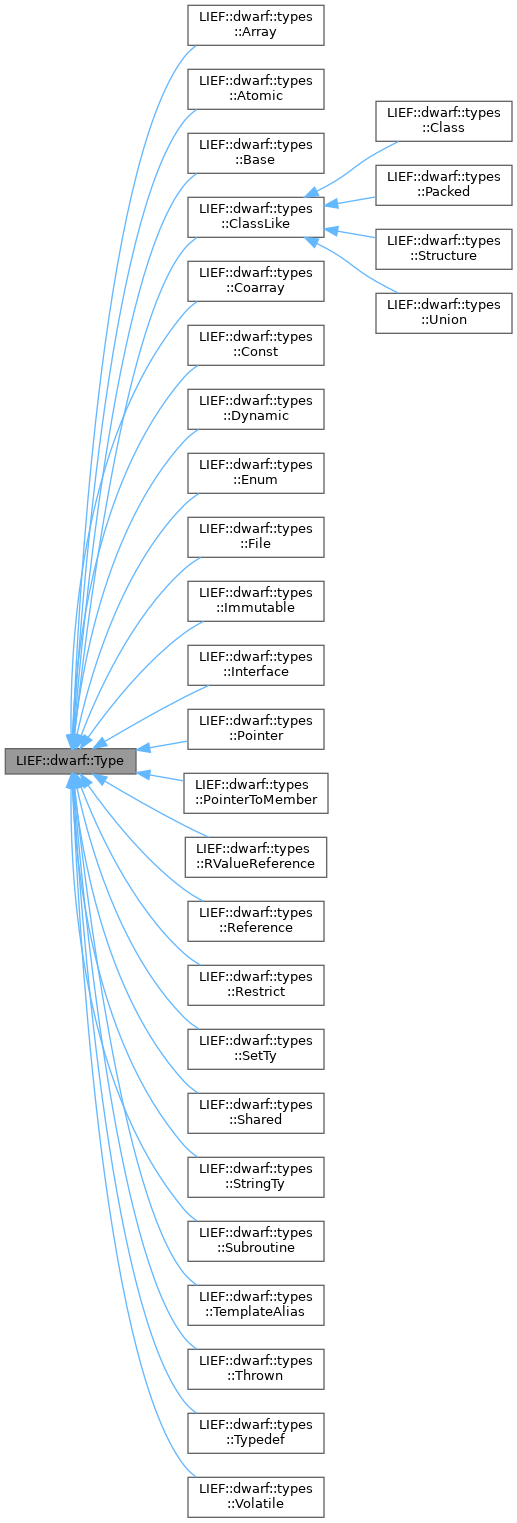 LIEF::dwarf::types
::Array
LIEF::dwarf::types
::Atomic
LIEF::dwarf::types
::Base
LIEF::dwarf::types
::ClassLike
LIEF::dwarf::types
::Class
LIEF::dwarf::types
::Packed
LIEF::dwarf::types
::Structure
LIEF::dwarf::types
::Union
LIEF::dwarf::types
::Coarray
LIEF::dwarf::types
::Const
LIEF::dwarf::types
::Dynamic
LIEF::dwarf::types
::Enum
LIEF::dwarf::types
::File
LIEF::dwarf::types
::Immutable
LIEF::dwarf::types
::Interface
LIEF::dwarf::types
::Pointer
LIEF::dwarf::Type
LIEF::dwarf::types
::PointerToMember
LIEF::dwarf::types
::RValueReference
LIEF::dwarf::types
::Reference
LIEF::dwarf::types
::Restrict
LIEF::dwarf::types
::SetTy
LIEF::dwarf::types
::Shared
LIEF::dwarf::types
::StringTy
LIEF::dwarf::types
::Subroutine
LIEF::dwarf::types
::TemplateAlias
LIEF::dwarf::types
::Thrown
LIEF::dwarf::types
::Typedef
LIEF::dwarf::types
::Volatile